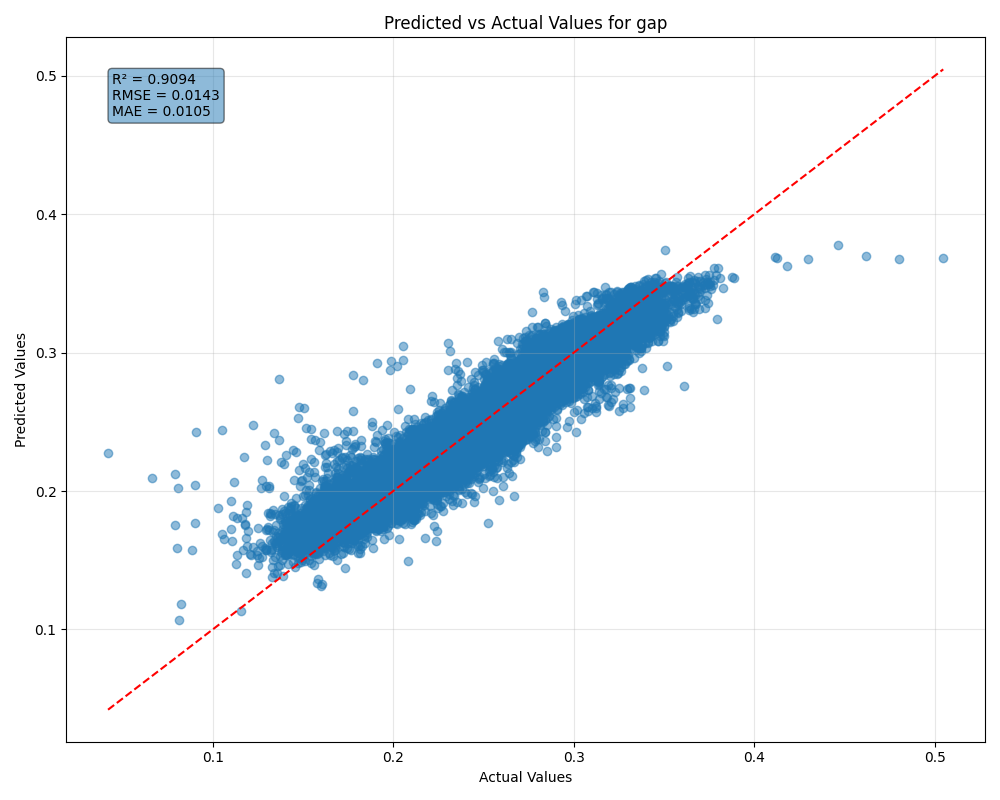 Predicted vs Actual Values for gap
R² = 0.9094
RMSE = 0.0143
MAE = 0.0105
Predicted Values
0.5
0.4
0.3
0.2
0.1
0.1 0.2 0.3 0.4 0.5
Actual Values